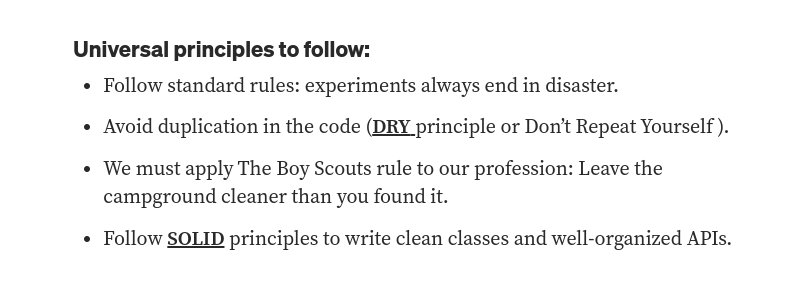 Universal principles to follow:
• Follow standard rules: experiments always end in disaster.
• Avoid duplication in the code (DRY principle or Don’t Repeat Yourself ).
• We must apply The Boy Scouts rule to our profession: Leave the
campground cleaner than you found it.
• Follow SOLID principles to write clean classes and well-organized APIs.